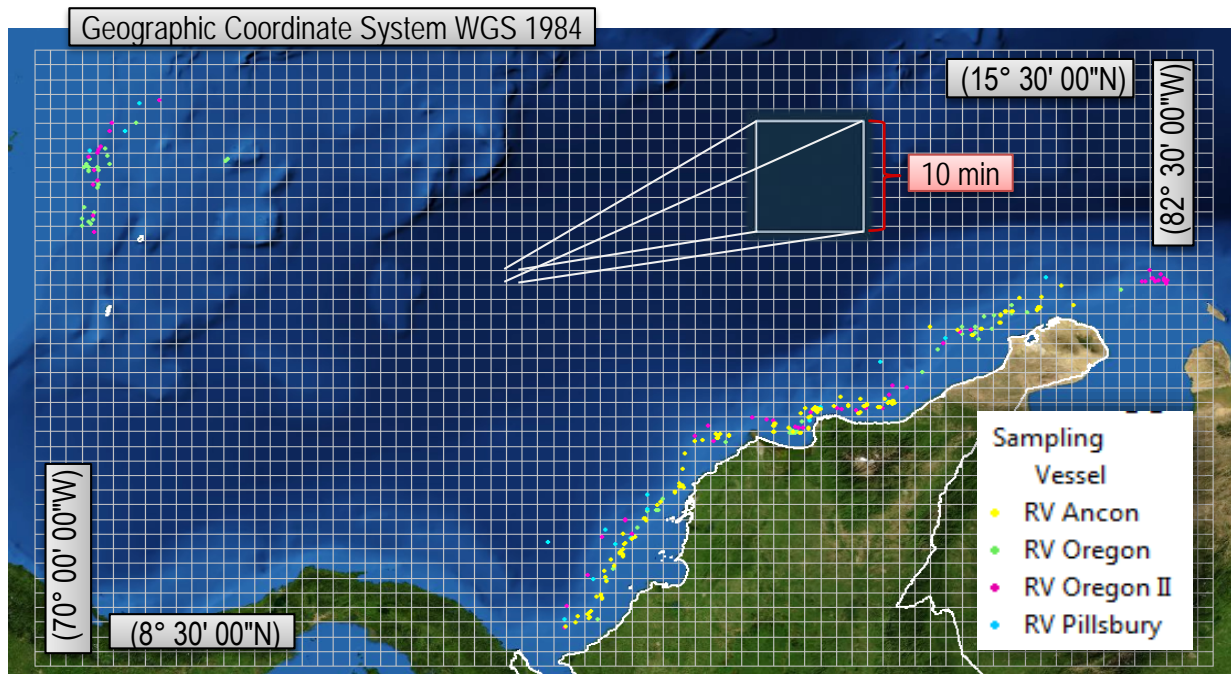 Geographic Coordinate System WGS 1984
(15° 30' 00"N)
(82° 30' 00"W)
10 min
(70° 00' 00"W)
(8° 30' 00"N)
Sampling
Vessel
RV Ancon
RV Oregon
RV Oregon II
RV Pillsbury